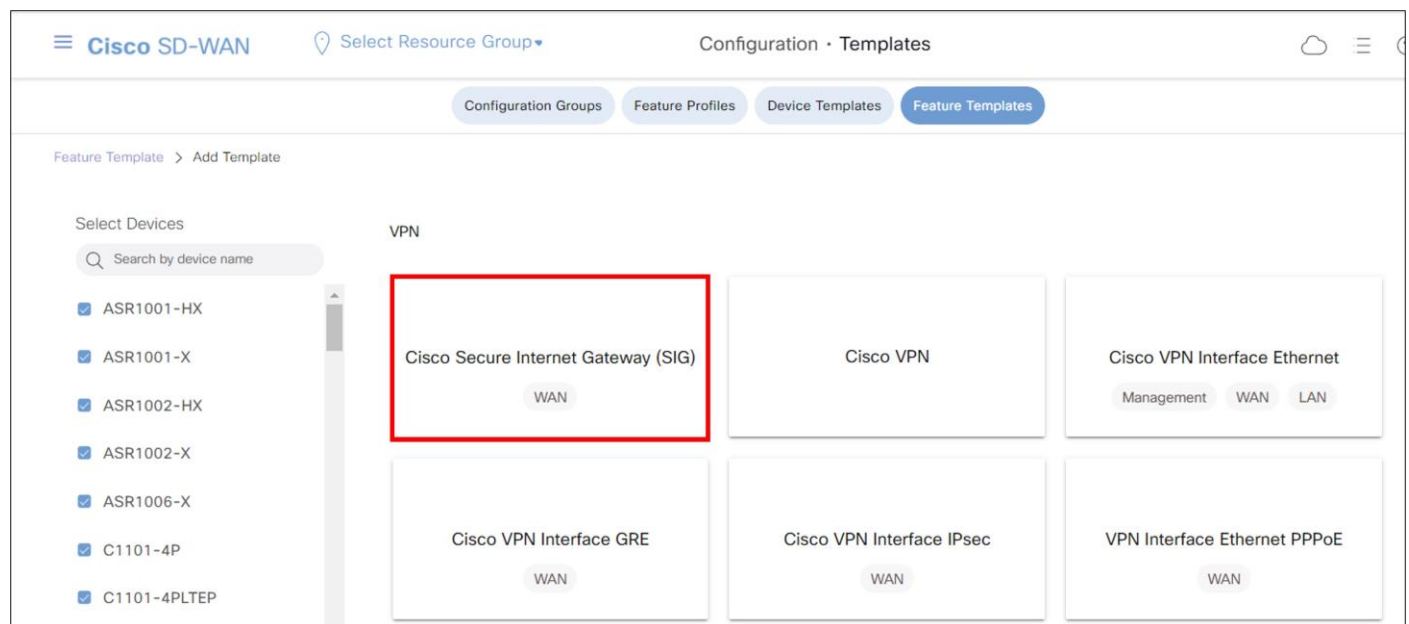 Cisco SD-WAN
Select Resource Group
Configuration · Templates
Configuration Groups
Feature Profiles
Device Templates
Feature Templates
Feature Template > Add Template
Select Devices
Search by device name
ASR1001-HX
ASR1001-X
ASR1002-HX
ASR1002-X
ASR1006-X
C1101-4P
C1101-4PLTEP
VPN
Cisco Secure Internet Gateway (SIG)
WAN
Cisco VPN
Cisco VPN Interface Ethernet
Management WAN LAN
Cisco VPN Interface GRE
WAN
Cisco VPN Interface IPsec
WAN
VPN Interface Ethernet PPPoE
WAN